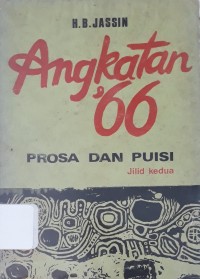 H.B.JASSIN
Angkatan
'66
PROSA DAN PUISI
Jilid kedua